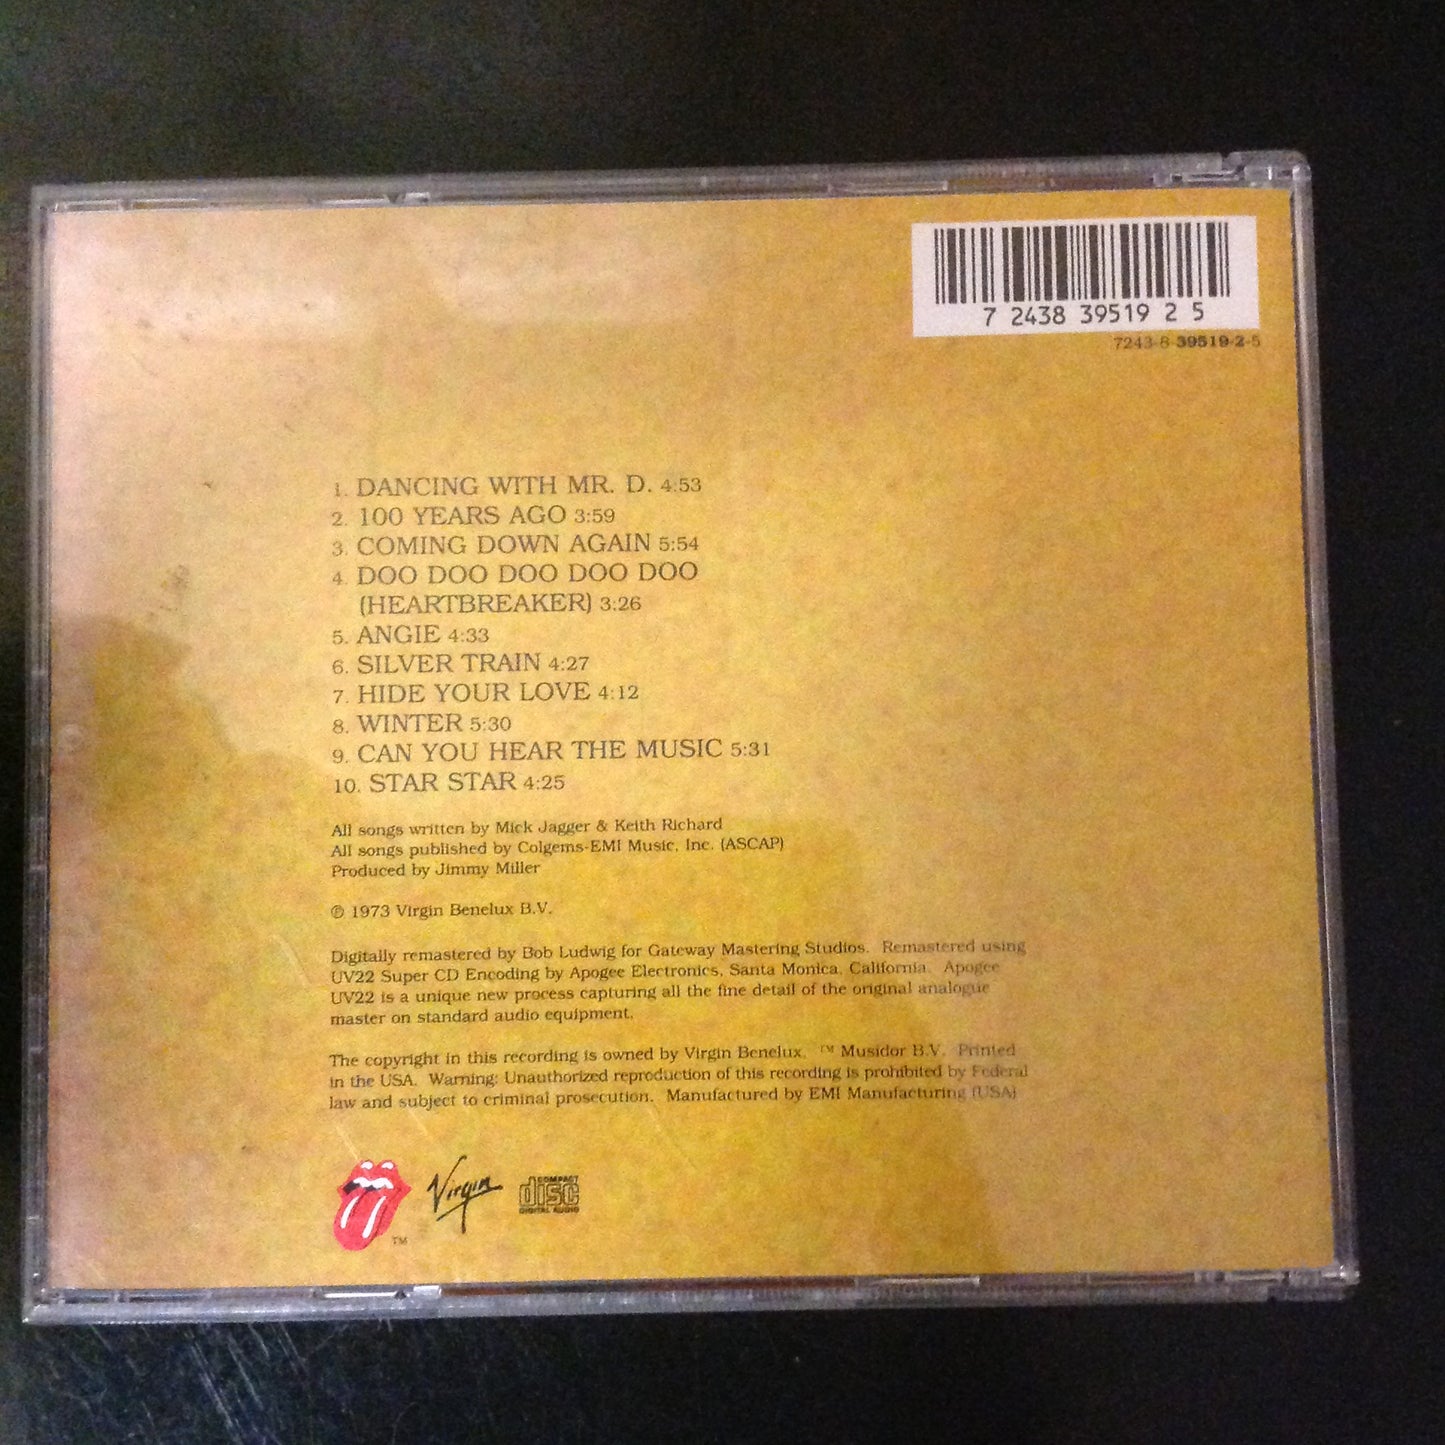 7 2438 39519 2 5
7243-8-39519-2-5
1. DANCING WITH MR. D. 4:53
2. 100 YEARS AGO 3:59
3. COMING DOWN AGAIN 5:54
4. DOO DOO DOO DOO DOO
(HEARTBREAKER) 3:26
5. ANGIE 4:33
6. SILVER TRAIN 4:27
7. HIDE YOUR LOVE 4:12
8. WINTER 5:30
9. CAN YOU HEAR THE MUSIC 5:31
10. STAR STAR 4:25
All songs written by Mick Jagger & Keith Richard
All songs published by Colgems-EMI Music, Inc. (ASCAP)
Produced by Jimmy Miller
℗ 1973 Virgin Benelux B.V.
Digitally remastered by Bob Ludwig for Gateway Mastering Studios. Remastered using
UV22 Super CD Encoding by Apogee Electronics, Santa Monica, California. Apogee
UV22 is a unique new process capturing all the fine detail of the original analogue
master on standard audio equipment.
The copyright in this recording is owned by Virgin Benelux. ™ Musidor B.V. Printed
in the USA. Warning: Unauthorized reproduction of this recording is prohibited by Federal
law and subject to criminal prosecution. Manufactured by EMI Manufacturing (USA)
™
Virgin
COMPACT
disc
DIGITAL AUDIO